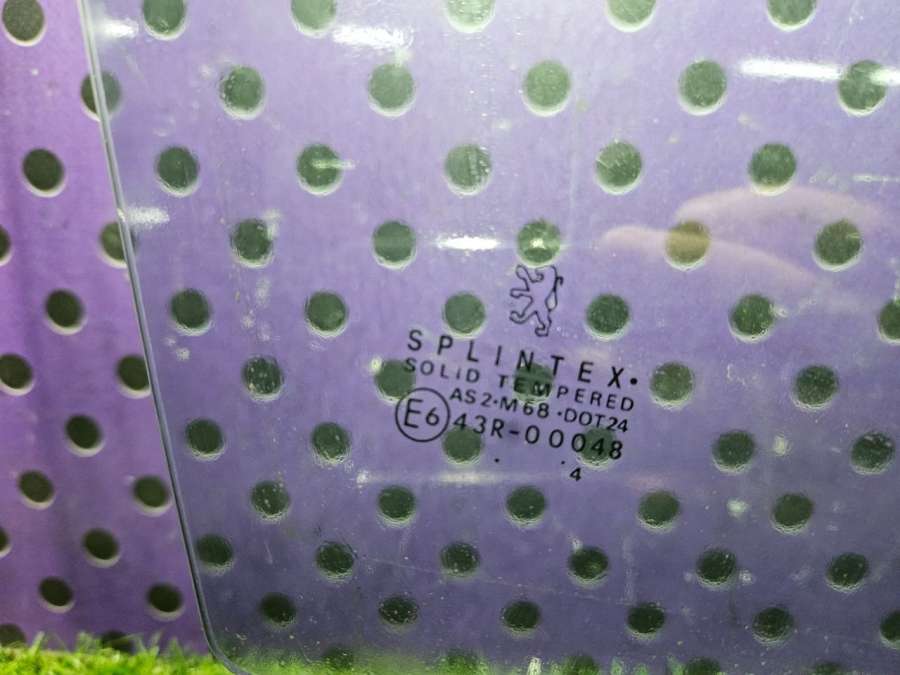 SPLINTEX•
SOLID TEMPERED
AS2•M68•DOT24
E6 43R-00048
. . 4